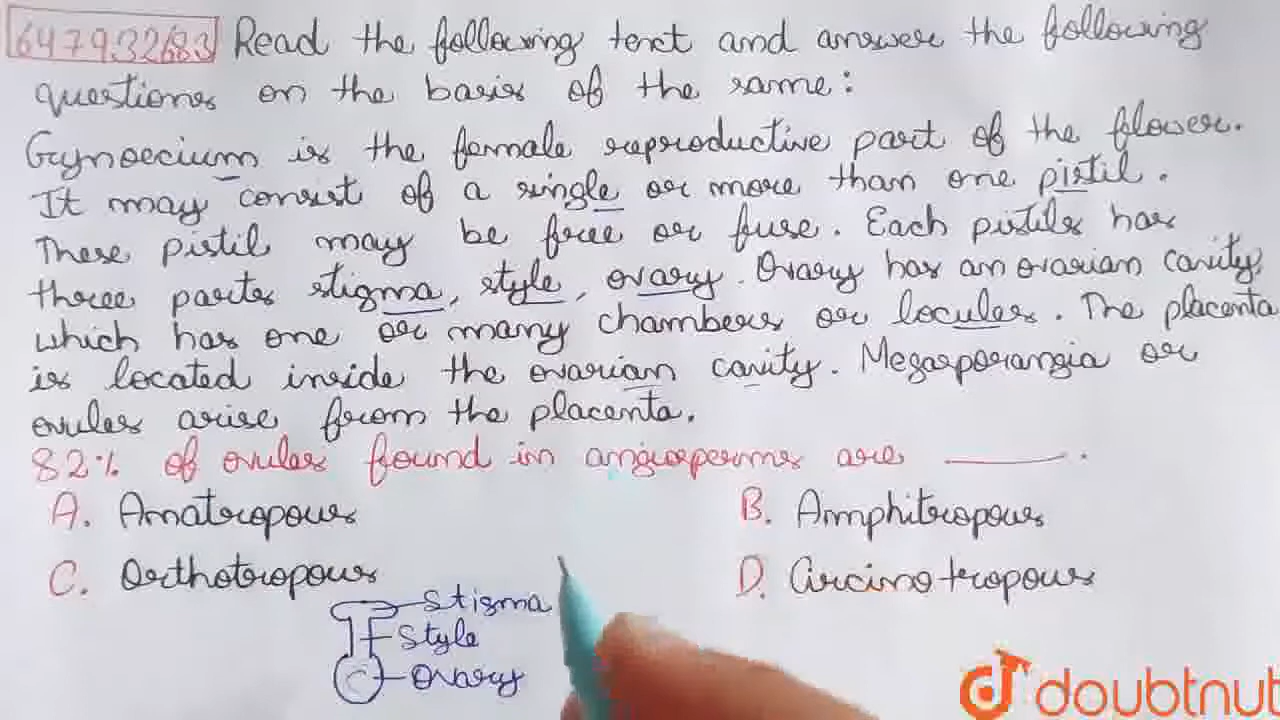 647932683 Read the following text and answer the following
questions on the basis of the same:
Gynoecium is the female reproductive part of the flower.
It may consist of a single or more than one pistil.
These pistil may be free or fuse. Each pistils has
three parts stigma, style, ovary. Ovary has an ovarian cavity,
which has one or many chambers or locules. The placenta
is located inside the ovarian cavity. Megasporangia or
ovules arise from the placenta.
82% of ovules found in angiosperms are ______.
A. Anatropous B. Amphitropous
C. Orthotropous D. Circinotropous
Stigma
Style
Ovary
doubtnut